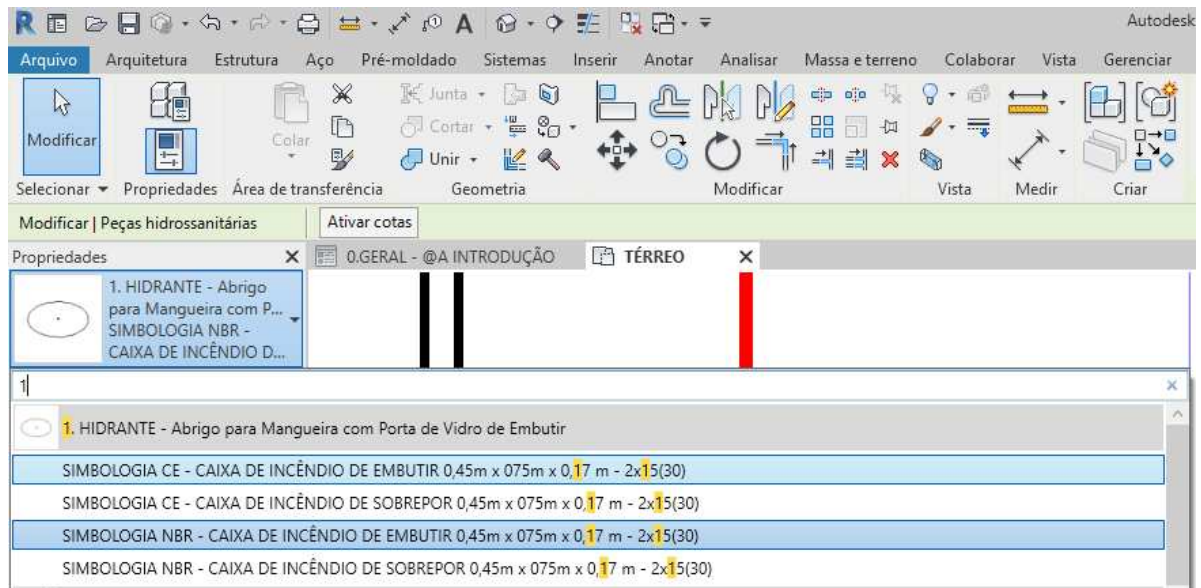 Autodesk
Arquivo Arquitetura Estrutura Aço Pré-moldado Sistemas Inserir Anotar Analisar Massa e terreno Colaborar Vista Gerenciar
Modificar
Colar
Junta
Cortar
Unir
Selecionar Propriedades Área de transferência Geometria Modificar Vista Medir Criar
Modificar | Peças hidrossanitárias Ativar cotas
Propriedades 0.GERAL - @A INTRODUÇÃO TÉRREO
1. HIDRANTE - Abrigo
para Mangueira com P...
SIMBOLOGIA NBR -
CAIXA DE INCÊNDIO D...
1
1. HIDRANTE - Abrigo para Mangueira com Porta de Vidro de Embutir
SIMBOLOGIA CE - CAIXA DE INCÊNDIO DE EMBUTIR 0,45m x 075m x 0,17 m - 2x15(30)
SIMBOLOGIA CE - CAIXA DE INCÊNDIO DE SOBREPOR 0,45m x 075m x 0,17 m - 2x15(30)
SIMBOLOGIA NBR - CAIXA DE INCÊNDIO DE EMBUTIR 0,45m x 075m x 0,17 m - 2x15(30)
SIMBOLOGIA NBR - CAIXA DE INCÊNDIO DE SOBREPOR 0,45m x 075m x 0,17 m - 2x15(30)